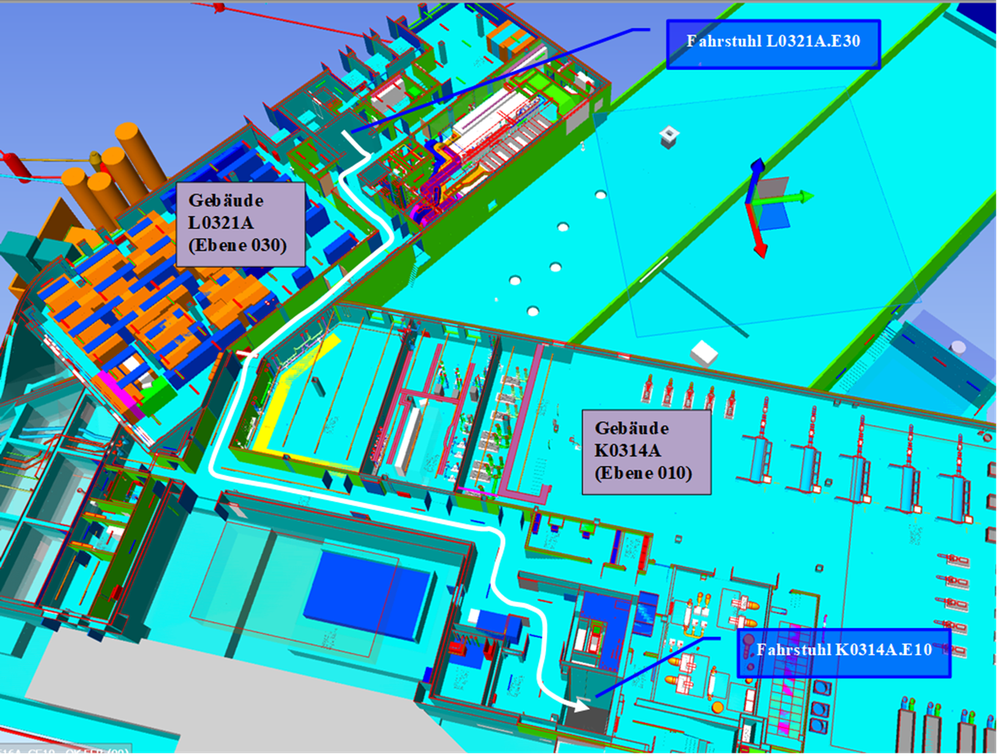 Fahrstuhl L0321A.E30
Gebäude
L0321A
(Ebene 030)
Gebäude
K0314A
(Ebene 010)
Fahrstuhl K0314A.E10